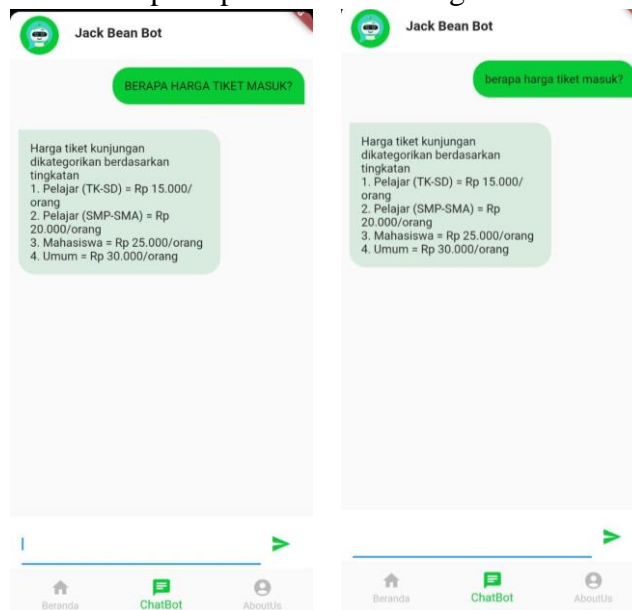 Jack Bean Bot
BERAPA HARGA TIKET MASUK?
Harga tiket kunjungan
dikategorikan berdasarkan
tingkatan
1. Pelajar (TK-SD) = Rp 15.000/
orang
2. Pelajar (SMP-SMA) = Rp
20.000/orang
3. Mahasiswa = Rp 25.000/orang
4. Umum = Rp 30.000/orang
Beranda
ChatBot
AboutUs
Jack Bean Bot
berapa harga tiket masuk?
Harga tiket kunjungan
dikategorikan berdasarkan
tingkatan
1. Pelajar (TK-SD) = Rp 15.000/
orang
2. Pelajar (SMP-SMA) = Rp
20.000/orang
3. Mahasiswa = Rp 25.000/orang
4. Umum = Rp 30.000/orang
Beranda
ChatBot
AboutUs